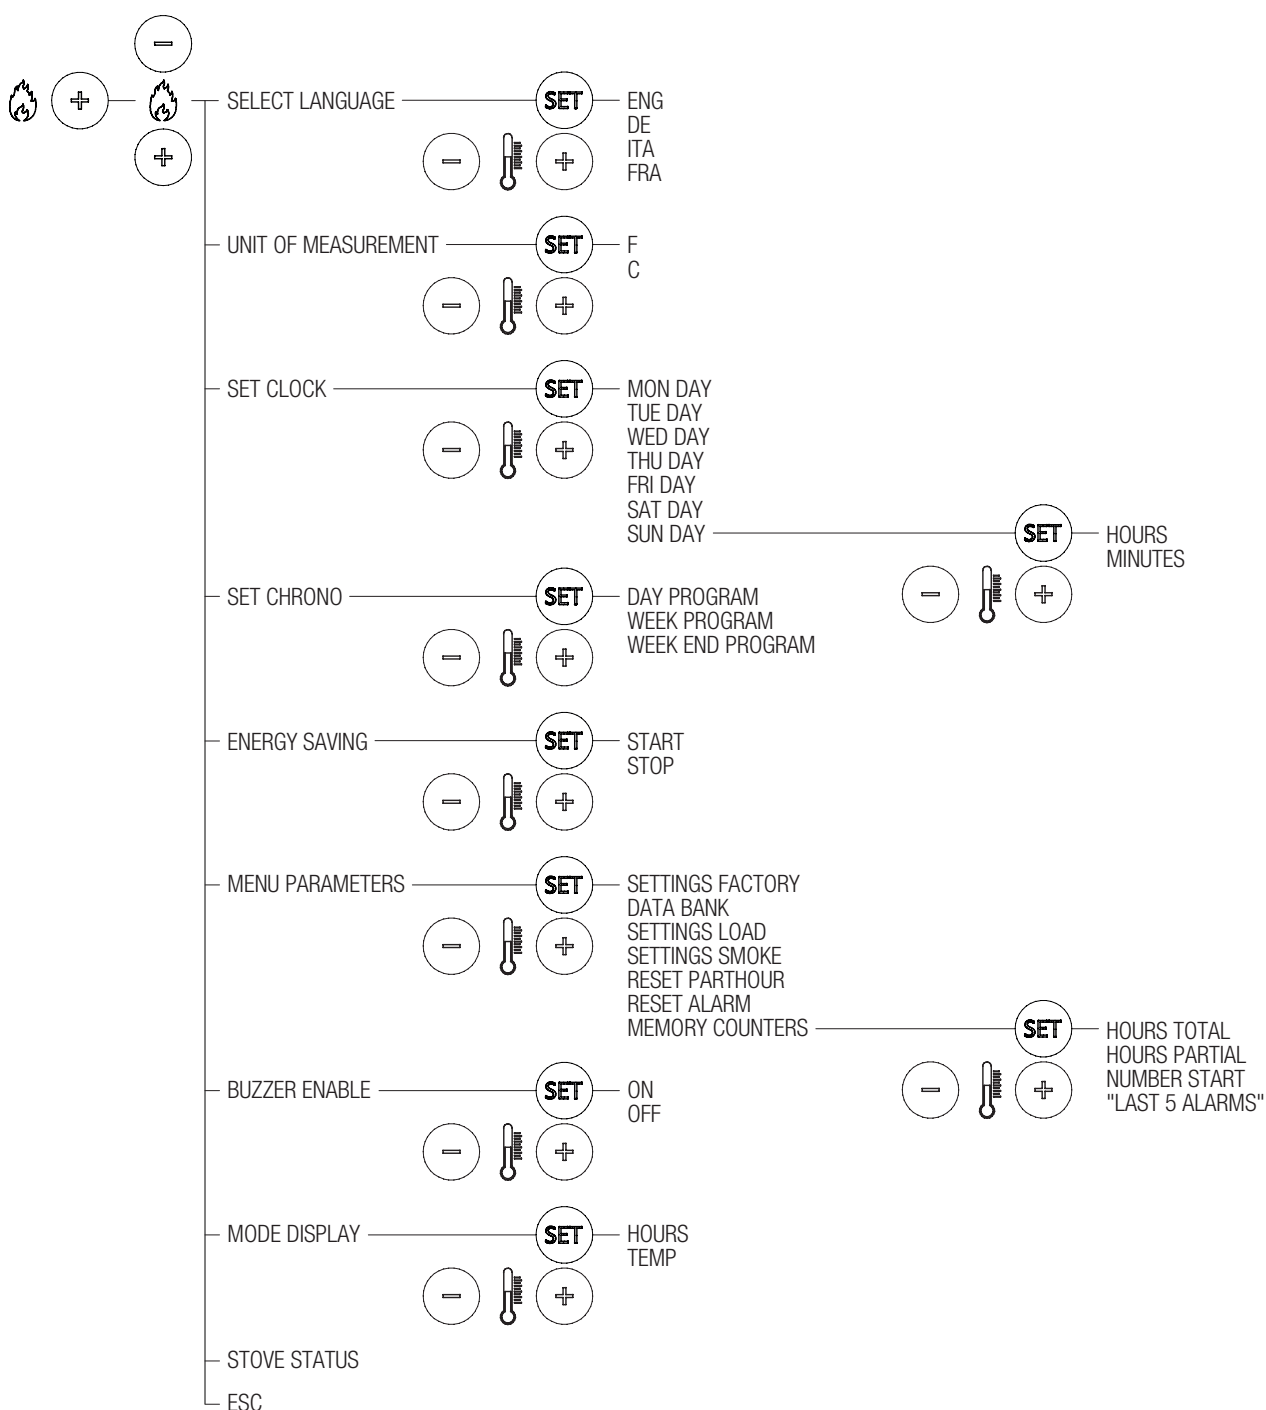 SELECT LANGUAGE SET ENG
DE
ITA
FRA
UNIT OF MEASUREMENT SET F
C
SET CLOCK SET MON DAY
TUE DAY
WED DAY
THU DAY
FRI DAY
SAT DAY
SUN DAY SET HOURS
MINUTES
SET CHRONO SET DAY PROGRAM
WEEK PROGRAM
WEEK END PROGRAM
ENERGY SAVING SET START
STOP
MENU PARAMETERS SET SETTINGS FACTORY
DATA BANK
SETTINGS LOAD
SETTINGS SMOKE
RESET PARTHOUR
RESET ALARM
MEMORY COUNTERS SET HOURS TOTAL
HOURS PARTIAL
NUMBER START
"LAST 5 ALARMS"
BUZZER ENABLE SET ON
OFF
MODE DISPLAY SET HOURS
TEMP
STOVE STATUS
ESC